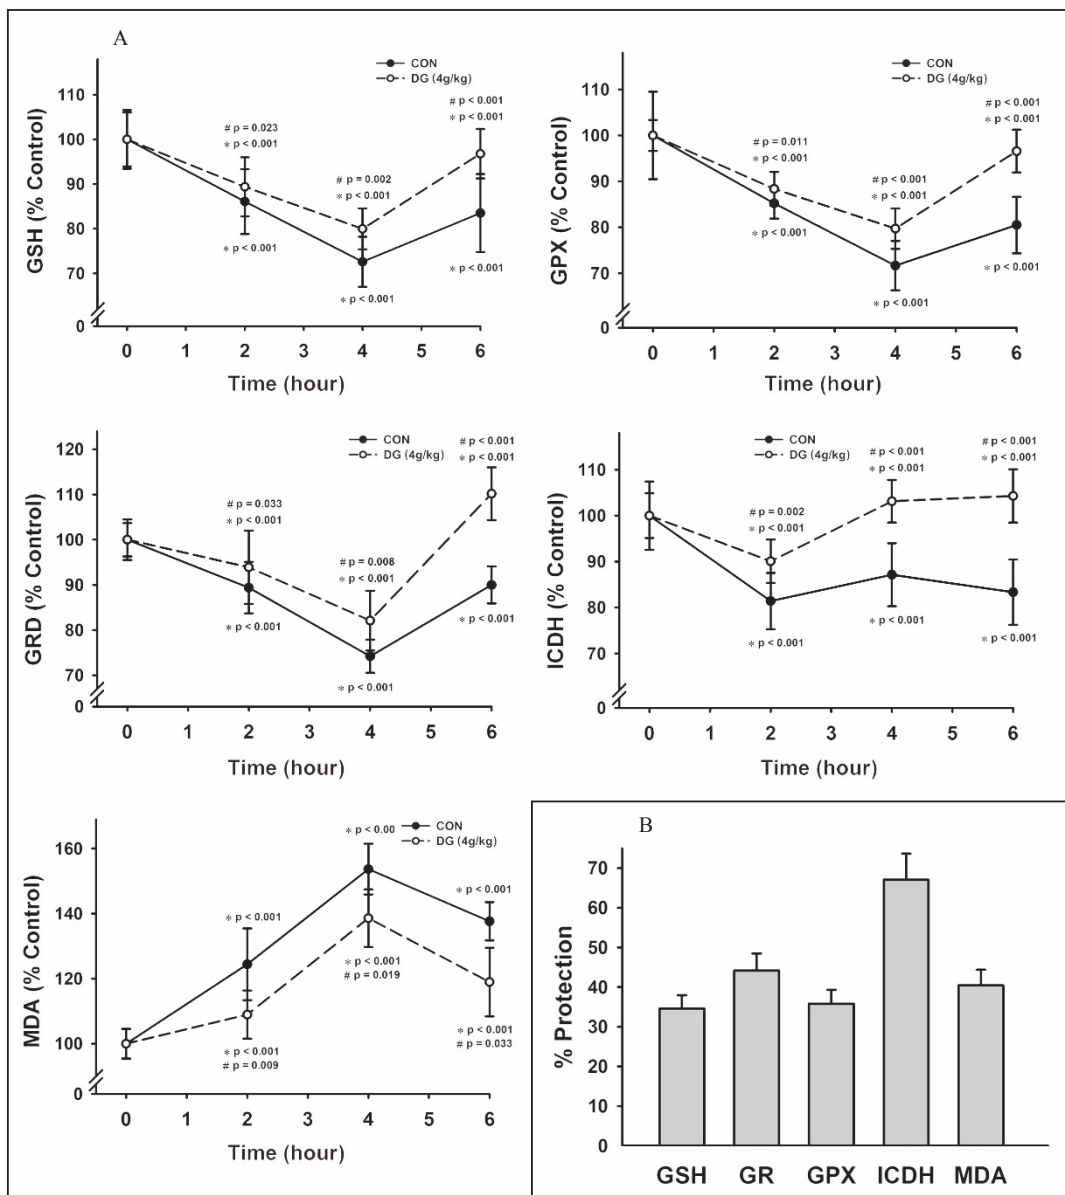 A
CON
DG (4g/kg)
GSH (% Control)
110
100
90
80
70
0
# p = 0.023
* p < 0.001
* p < 0.001
# p = 0.002
* p < 0.001
* p < 0.001
# p < 0.001
* p < 0.001
* p < 0.001
0 1 2 3 4 5 6
Time (hour)
CON
DG (4g/kg)
GPX (% Control)
110
100
90
80
70
0
# p = 0.011
* p < 0.001
* p < 0.001
# p < 0.001
* p < 0.001
* p < 0.001
# p < 0.001
* p < 0.001
* p < 0.001
0 1 2 3 4 5 6
Time (hour)
CON
DG (4g/kg)
GRD (% Control)
120
110
100
90
80
70
0
# p = 0.033
* p < 0.001
* p < 0.001
# p = 0.008
* p < 0.001
* p < 0.001
# p < 0.001
* p < 0.001
* p < 0.001
0 1 2 3 4 5 6
Time (hour)
CON
DG (4g/kg)
ICDH (% Control)
110
100
90
80
70
0
# p = 0.002
* p < 0.001
* p < 0.001
# p < 0.001
* p < 0.001
* p < 0.001
# p < 0.001
* p < 0.001
* p < 0.001
0 1 2 3 4 5 6
Time (hour)
CON
DG (4g/kg)
MDA (% Control)
160
140
120
100
0
* p < 0.001
* p < 0.001
# p = 0.009
* p < 0.00
* p < 0.001
# p = 0.019
* p < 0.001
* p < 0.001
# p = 0.033
0 1 2 3 4 5 6
Time (hour)
B
% Protection
70
60
50
40
30
20
10
0
GSH GR GPX ICDH MDA